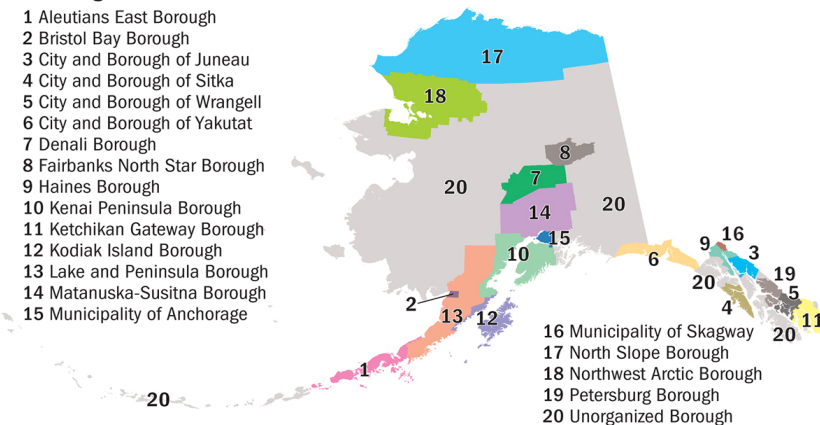 1 Aleutians East Borough
2 Bristol Bay Borough
3 City and Borough of Juneau
4 City and Borough of Sitka
5 City and Borough of Wrangell
6 City and Borough of Yakutat
7 Denali Borough
8 Fairbanks North Star Borough
9 Haines Borough
10 Kenai Peninsula Borough
11 Ketchikan Gateway Borough
12 Kodiak Island Borough
13 Lake and Peninsula Borough
14 Matanuska-Susitna Borough
15 Municipality of Anchorage
16 Municipality of Skagway
17 North Slope Borough
18 Northwest Arctic Borough
19 Petersburg Borough
20 Unorganized Borough
17
18
8
7
20
14
20
15
16
9
3
10
6
19
20
5
2
4
11
13
12
20
1
20